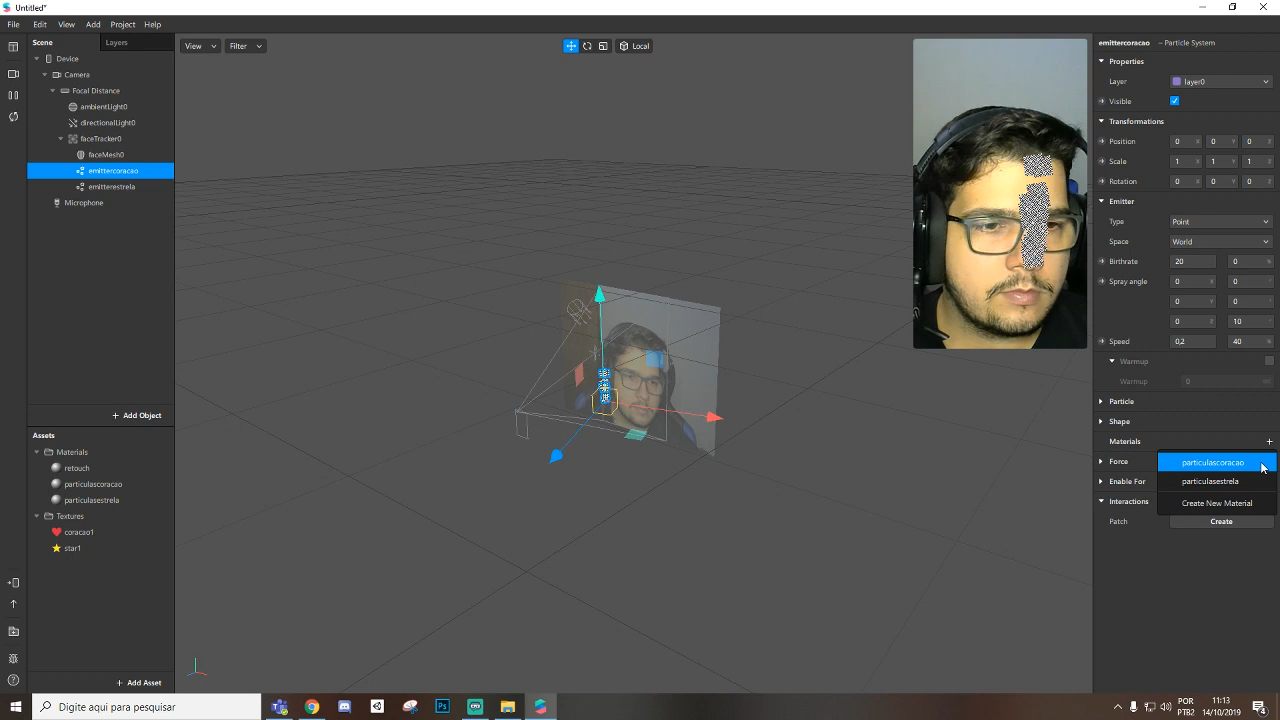 Untitled*
File Edit View Add Project Help
Scene Layers
Device
Camera
Focal Distance
ambientLight0
directionalLight0
faceTracker0
faceMesh0
emittercoracao
emitterestrela
Microphone
+ Add Object
Assets
Materials
retouch
particulascoracao
particulasestrela
Textures
coracao1
star1
+ Add Asset
View Filter
Local
emittercoracao – Particle System
Properties
Layer layer0
Visible
Transformations
Position 0 X 0 Y 0 Z
Scale 1 X 1 Y 1 Z
Rotation 0 X 0 Y 0 Z
Emitter
Type Point
Space World
Birthrate 20 0 %
Spray angle 0 X 0 °
0 Y 0 °
0 Z 10 °
Speed 0,2 40 %
Warmup
Warmup 0
Particle
Shape
Materials +
Force
Enable For
Interactions
Patch Create
particulascoracao
particulasestrela
Create New Material
Digite aqui para pesquisar
Ps
POR
PTB2
11:13
14/10/2019